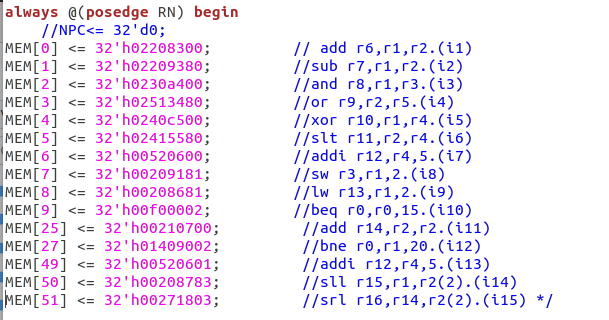 always @(posedge RN) begin
//NPC<= 32'd0;
MEM[0] <= 32'h02208300; // add r6,r1,r2.(i1)
MEM[1] <= 32'h02209380; //sub r7,r1,r2.(i2)
MEM[2] <= 32'h0230a400; //and r8,r1,r3.(i3)
MEM[3] <= 32'h02513480; //or r9,r2,r5.(i4)
MEM[4] <= 32'h0240c500; //xor r10,r1,r4.(i5)
MEM[5] <= 32'h02415580; //slt r11,r2,r4.(i6)
MEM[6] <= 32'h00520600; //addi r12,r4,5.(i7)
MEM[7] <= 32'h00209181; //sw r3,r1,2.(i8)
MEM[8] <= 32'h00208681; //lw r13,r1,2.(i9)
MEM[9] <= 32'h00f00002; //beq r0,r0,15.(i10)
MEM[25] <= 32'h00210700; //add r14,r2,r2.(i11)
MEM[27] <= 32'h01409002; //bne r0,r1,20.(i12)
MEM[49] <= 32'h00520601; //addi r12,r4,5.(i13)
MEM[50] <= 32'h00208783; //sll r15,r1,r2(2).(i14)
MEM[51] <= 32'h00271803; //srl r16,r14,r2(2).(i15) */